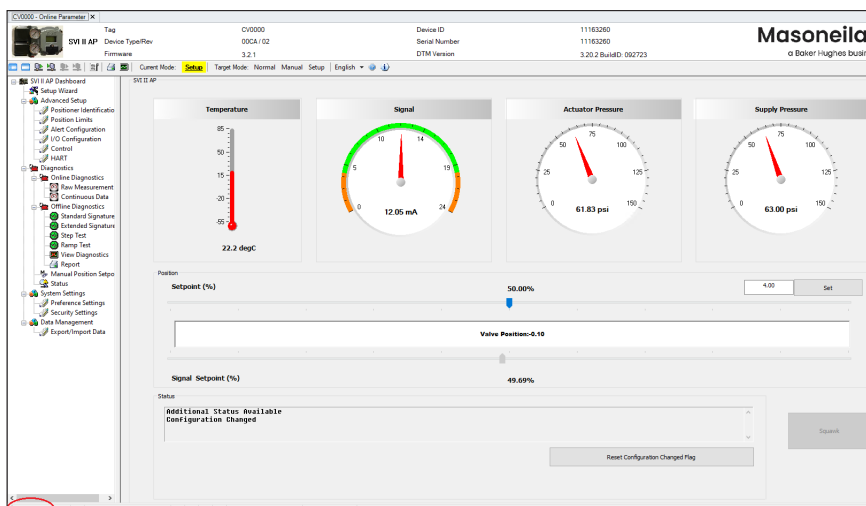 CV0000 - Online Parameter
Tag CV0000 Device ID 11163260
SVI II AP Device Type/Rev 00CA / 02 Serial Number 11163260
Firmware 3.2.1 DTM Version 3.20.2 BuildID: 092723
Masoneila
a Baker Hughes busin
Current Mode: Setup Target Mode: Normal Manual Setup English
SVI II AP Dashboard
Setup Wizard
Advanced Setup
Positioner Identificatio
Position Limits
Alert Configuration
I/O Configuration
Control
HART
Diagnostics
Online Diagnostics
Raw Measurement
Continuous Data
Offline Diagnostics
Standard Signature
Extended Signature
Step Test
Ramp Test
View Diagnostics
Report
Manual Position Setpo
Status
System Settings
Preference Settings
Security Settings
Data Management
Export/Import Data
SVI II AP
Temperature
85
50
15
-20
-55
22.2 degC
Signal
0 5 10 14 19 24
12.05 mA
Actuator Pressure
0 25 50 75 100 125 150
61.83 psi
Supply Pressure
0 25 50 75 100 125 150
63.00 psi
Position
Setpoint (%) 50.00% 4.00 Set
Valve Position:-0.10
Signal Setpoint (%) 49.69%
Status
Additional Status Available
Configuration Changed
Squawk
Reset Configuration Changed Flag